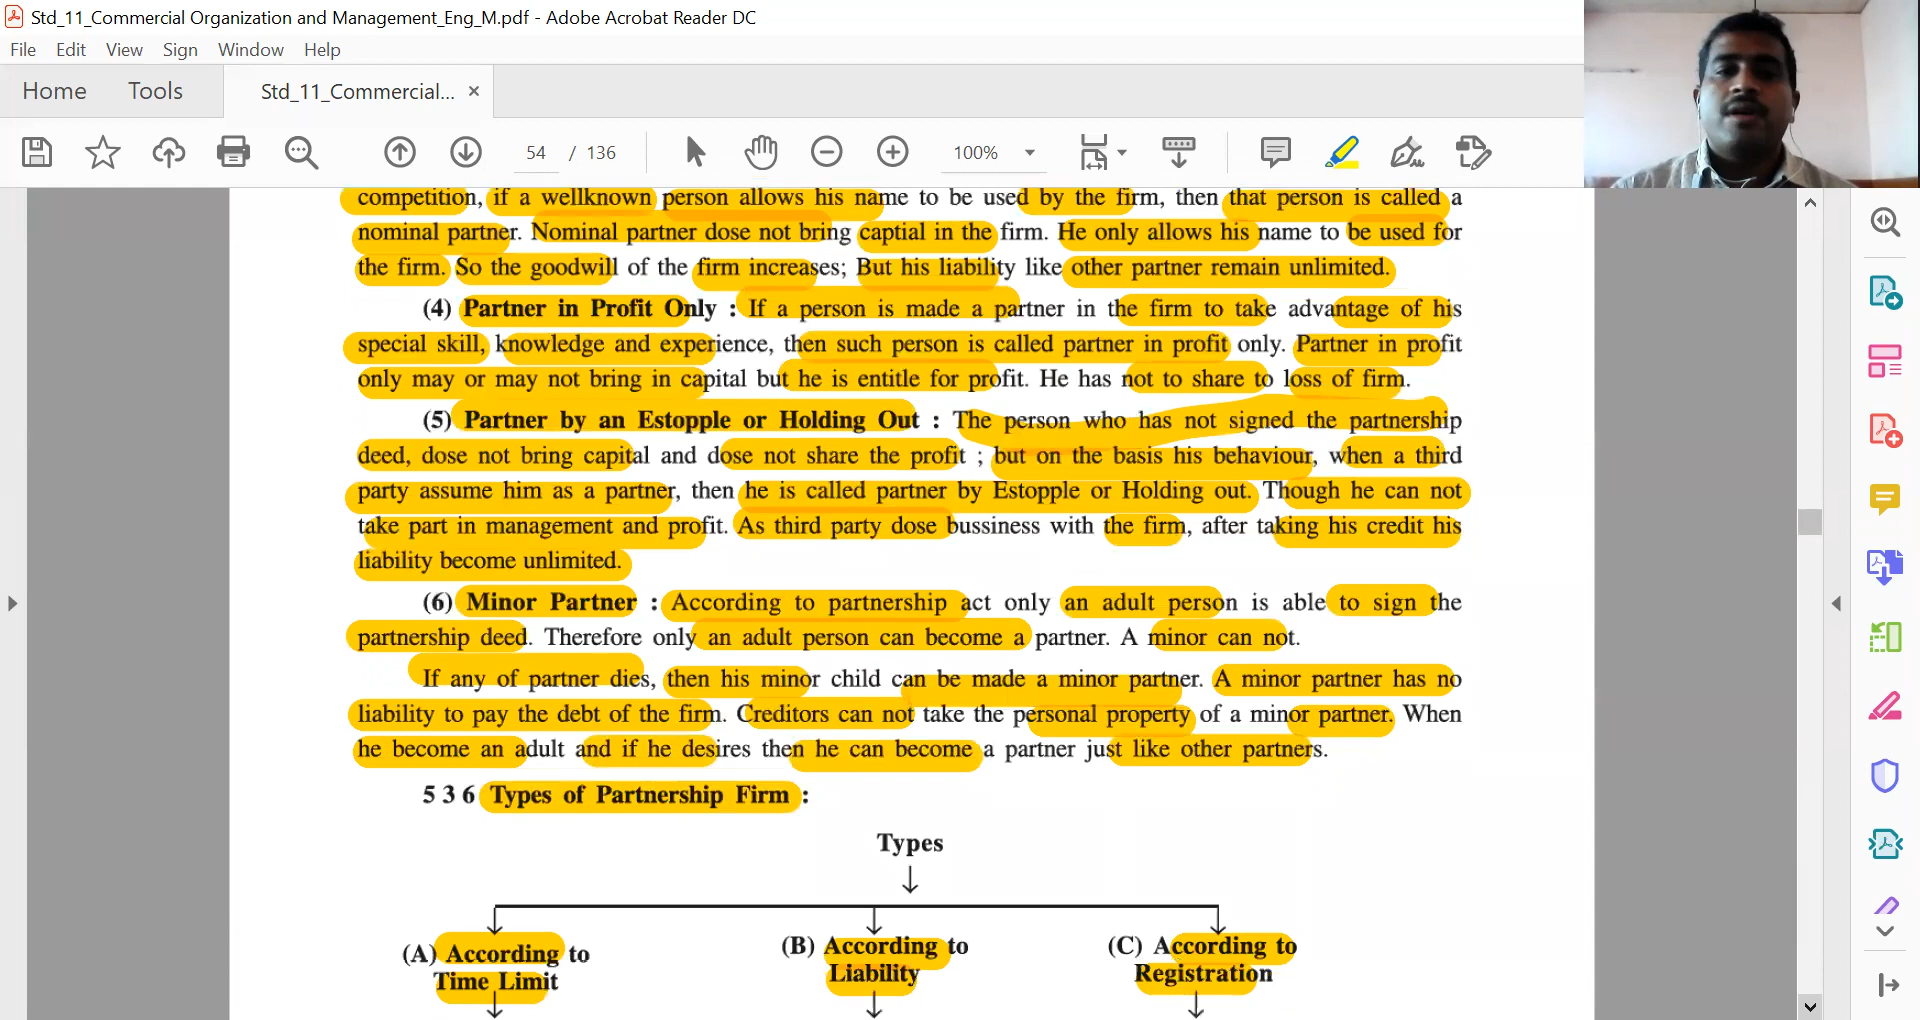 Std_11_Commercial Organization and Management_Eng_M.pdf - Adobe Acrobat Reader DC
File Edit View Sign Window Help
Home Tools Std_11_Commercial... ×
54 / 136 100%
competition, if a wellknown person allows his name to be used by the firm, then that person is called a
nominal partner. Nominal partner dose not bring captial in the firm. He only allows his name to be used for
the firm. So the goodwill of the firm increases; But his liability like other partner remain unlimited.
(4) Partner in Profit Only : If a person is made a partner in the firm to take advantage of his
special skill, knowledge and experience, then such person is called partner in profit only. Partner in profit
only may or may not bring in capital but he is entitle for profit. He has not to share to loss of firm.
(5) Partner by an Estopple or Holding Out : The person who has not signed the partnership
deed, dose not bring capital and dose not share the profit ; but on the basis his behaviour, when a third
party assume him as a partner, then he is called partner by Estopple or Holding out. Though he can not
take part in management and profit. As third party dose bussiness with the firm, after taking his credit his
liability become unlimited.
(6) Minor Partner : According to partnership act only an adult person is able to sign the
partnership deed. Therefore only an adult person can become a partner. A minor can not.
If any of partner dies, then his minor child can be made a minor partner. A minor partner has no
liability to pay the debt of the firm. Creditors can not take the personal property of a minor partner. When
he become an adult and if he desires then he can become a partner just like other partners.
5 3 6 Types of Partnership Firm :
Types
(A) According to (B) According to (C) According to
Time Limit Liability Registration